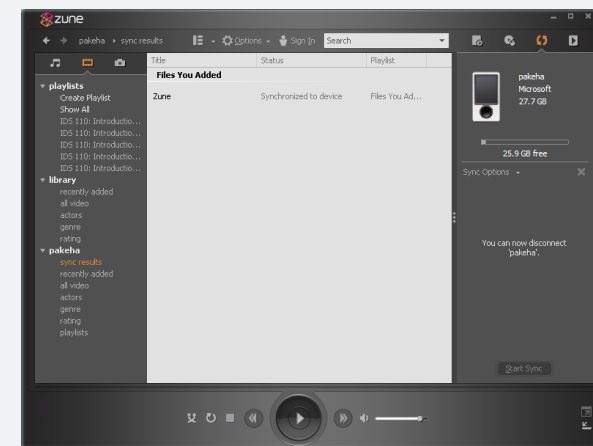 zune
pakeha ▸ sync results
Options
Sign In
Search
Title
Status
Playlist
Files You Added
Zune
Synchronized to device
Files You Ad...
playlists
Create Playlist
Show All
IDS 110: Introductio...
IDS 110: Introductio...
IDS 110: Introductio...
IDS 110: Introductio...
library
recently added
all video
actors
genre
rating
pakeha
sync results
recently added
all video
actors
genre
rating
playlists
pakeha
Microsoft
27.7 GB
25.9 GB free
Sync Options
You can now disconnect
'pakeha'.
Start Sync